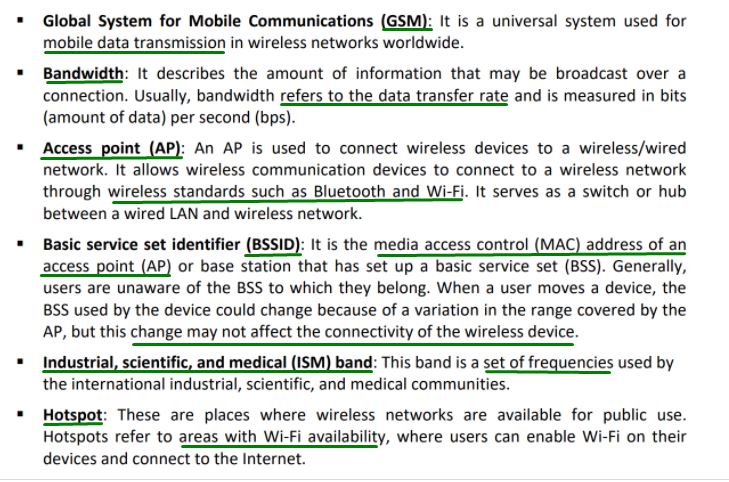 ▪ Global System for Mobile Communications (GSM): It is a universal system used for
mobile data transmission in wireless networks worldwide.
▪ Bandwidth: It describes the amount of information that may be broadcast over a
connection. Usually, bandwidth refers to the data transfer rate and is measured in bits
(amount of data) per second (bps).
▪ Access point (AP): An AP is used to connect wireless devices to a wireless/wired
network. It allows wireless communication devices to connect to a wireless network
through wireless standards such as Bluetooth and Wi-Fi. It serves as a switch or hub
between a wired LAN and wireless network.
▪ Basic service set identifier (BSSID): It is the media access control (MAC) address of an
access point (AP) or base station that has set up a basic service set (BSS). Generally,
users are unaware of the BSS to which they belong. When a user moves a device, the
BSS used by the device could change because of a variation in the range covered by the
AP, but this change may not affect the connectivity of the wireless device.
▪ Industrial, scientific, and medical (ISM) band: This band is a set of frequencies used by
the international industrial, scientific, and medical communities.
▪ Hotspot: These are places where wireless networks are available for public use.
Hotspots refer to areas with Wi-Fi availability, where users can enable Wi-Fi on their
devices and connect to the Internet.